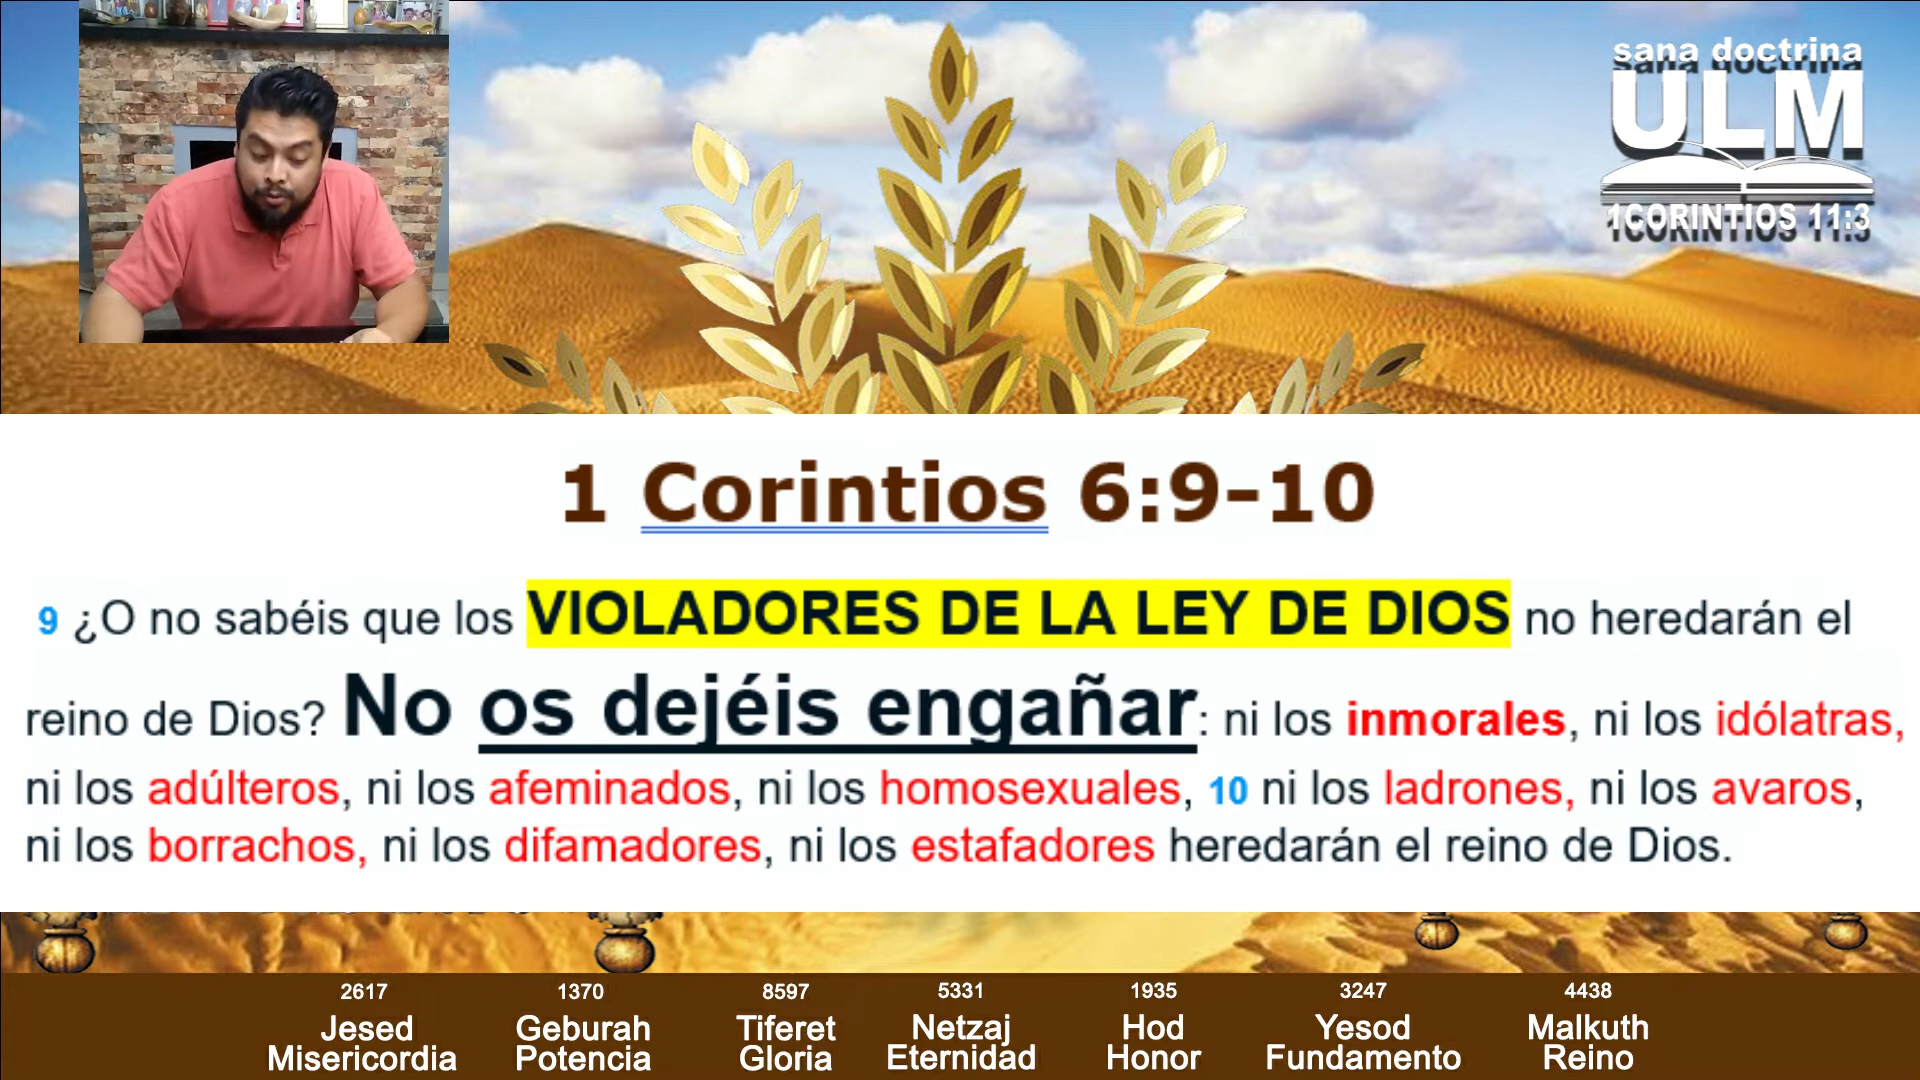 sana doctrina
ULM
1CORINTIOS 11:3
1 Corintios 6:9-10
9 ¿O no sabéis que los VIOLADORES DE LA LEY DE DIOS no heredarán el
reino de Dios? No os dejéis engañar: ni los inmorales, ni los idólatras,
ni los adúlteros, ni los afeminados, ni los homosexuales, 10 ni los ladrones, ni los avaros,
ni los borrachos, ni los difamadores, ni los estafadores heredarán el reino de Dios.
2617 1370 8597 5331 1935 3247 4438
Jesed Geburah Tiferet Netzaj Hod Yesod Malkuth
Misericordia Potencia Gloria Eternidad Honor Fundamento Reino